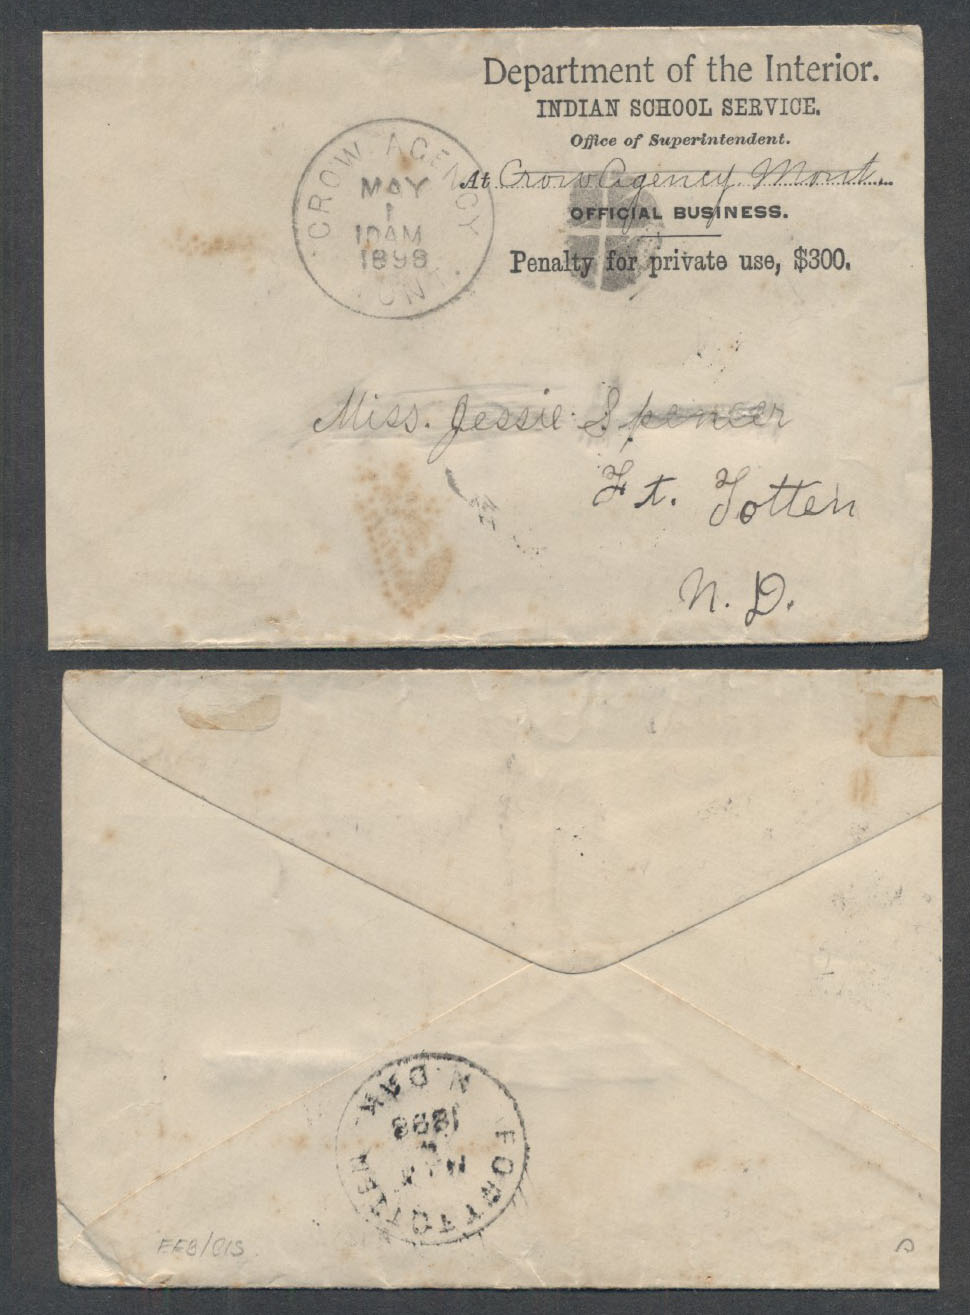 Department of the Interior.
INDIAN SCHOOL SERVICE.
Office of Superintendent.
At Crow Agency Mont.
OFFICIAL BUSINESS.
Penalty for private use, $300.
CROW AGENCY
MAY
1
10AM
1898
MONT.
Miss. Jessie Spencer
Ft. Totten
N. D.
FORT TOTTEN N. DAK
1898